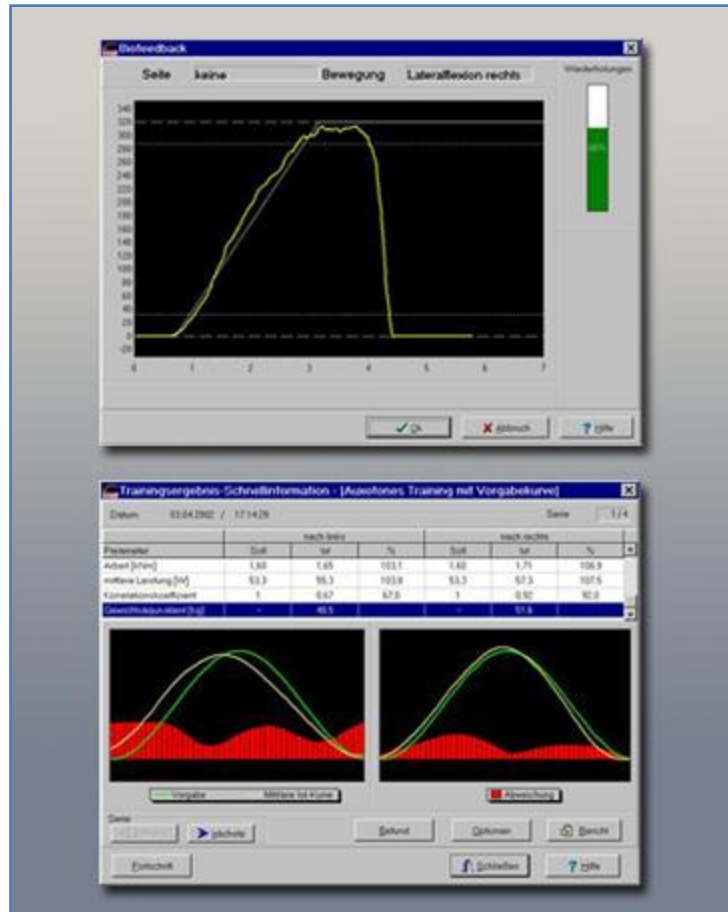 Biofeedback
Seite keine Bewegung Lateralflexion rechts Wiederholungen
340
320
300
280
260
240
220
200
180
160
140
120
100
80
60
40
20
0
-20
0 1 2 3 4 5 6 7
Ok Abbruch Hilfe
Trainingsergebnis-Schnellinformation - [Auxotones Training mit Vorgabekurve]
Datum 03.04.2002 / 17:14:29 Serie 1/4
nach links nach rechts
Parameter Soll Ist % Soll Ist %
Arbeit [kNm] 1,60 1,65 103,1 1,60 1,71 106,9
mittlere Leistung [W] 53,3 55,3 103,8 53,3 57,3 107,5
Korrelationskoeffizient 1 0,67 67,0 1 0,92 92,0
Gewichtsäquivalent [kg] - 49,5 - 51,6
Vorgabe Mittlere Ist-Kurve Abweichung
Serie
nächste Befund Optionen Bericht
Fortschritt Schließen Hilfe